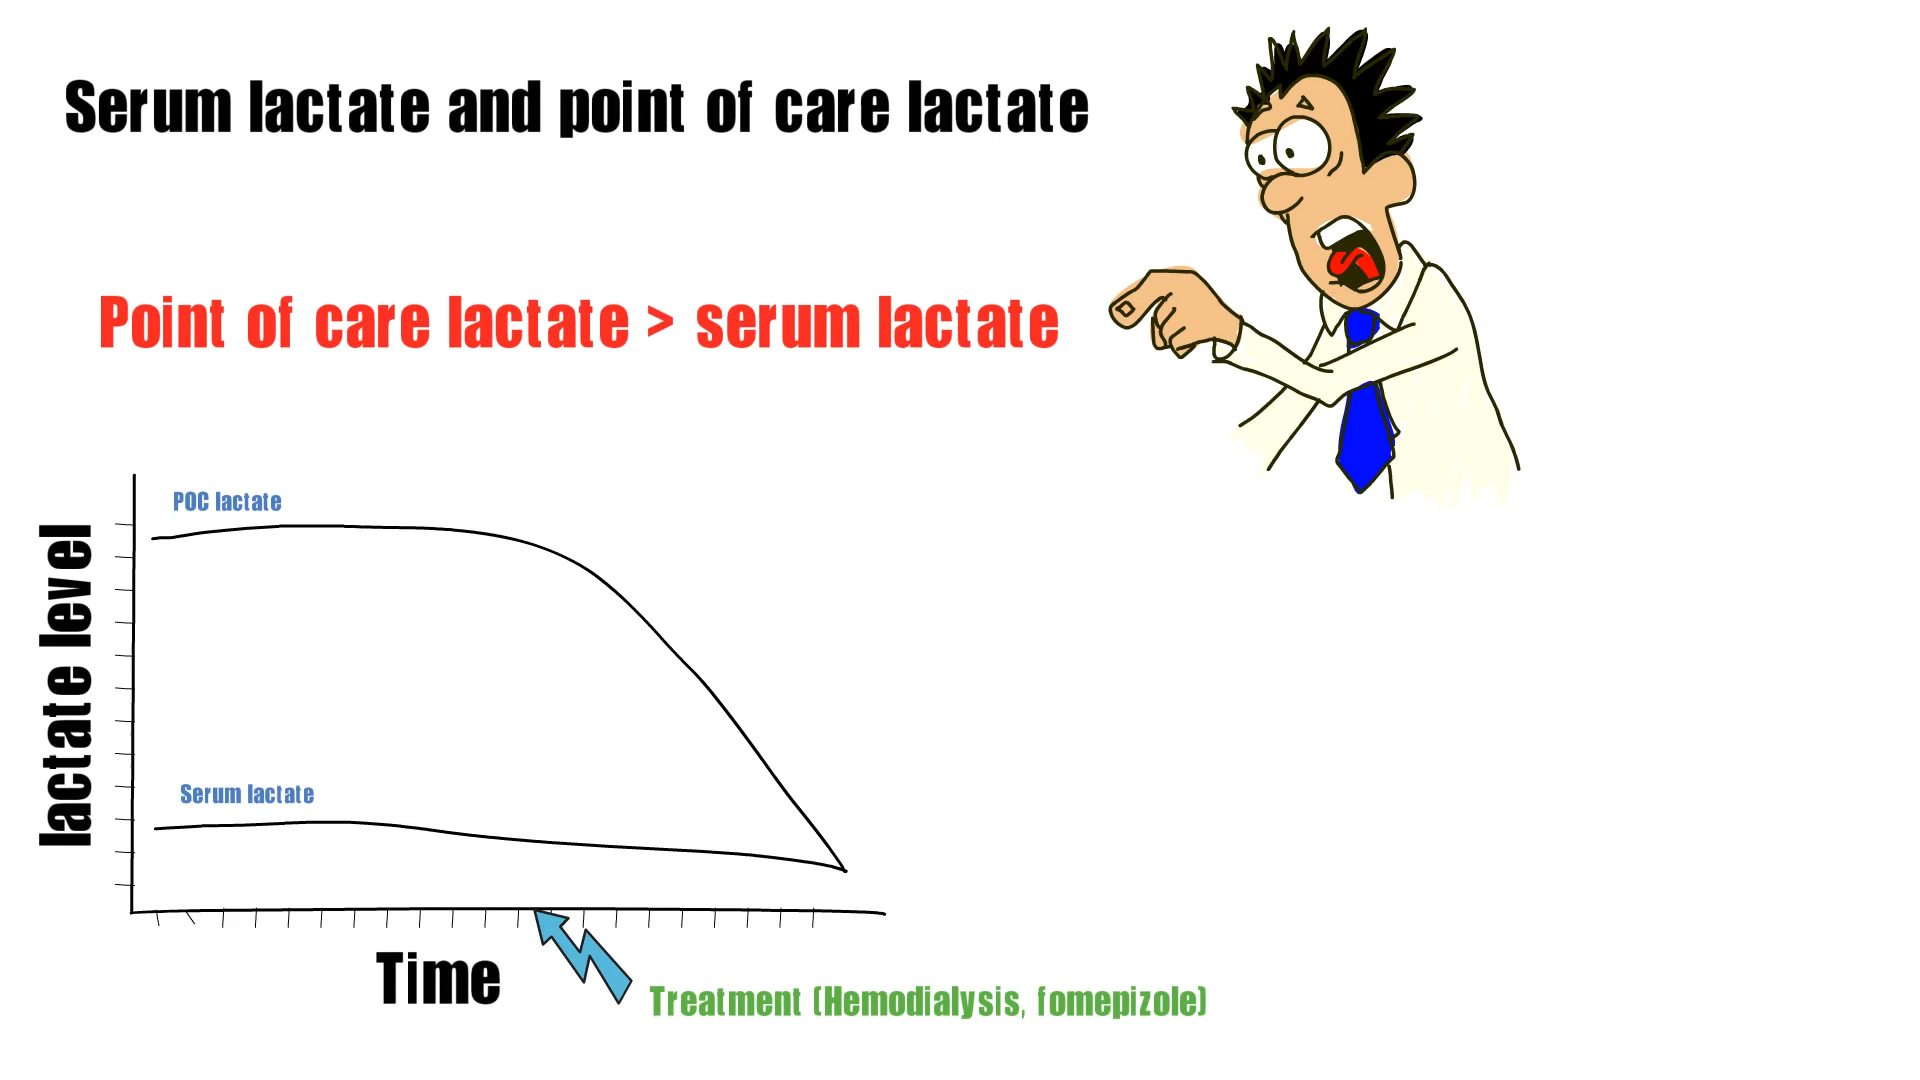 Serum lactate and point of care lactate
Point of care lactate > serum lactate
POC lactate
lactate level
Serum lactate
Time
Treatment (Hemodialysis, fomepizole)